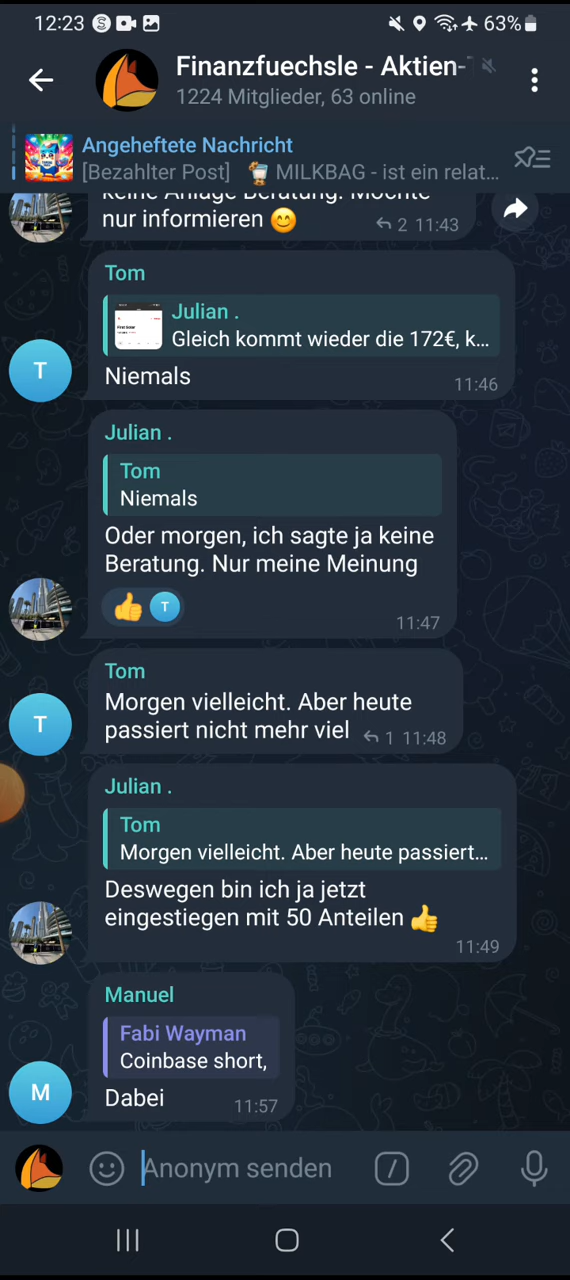 12:23
63%
Finanzfuechsle - Aktien-
1224 Mitglieder, 63 online
Angeheftete Nachricht
[Bezahlter Post] 🥛 MILKBAG - ist ein relat...
keine Anlage Beratung. Möchte
nur informieren 😊
2 11:43
Tom
Julian .
Gleich kommt wieder die 172€, k...
Niemals
11:46
Julian .
Tom
Niemals
Oder morgen, ich sagte ja keine
Beratung. Nur meine Meinung
👍 T
11:47
Tom
Morgen vielleicht. Aber heute
passiert nicht mehr viel
1 11:48
Julian .
Tom
Morgen vielleicht. Aber heute passiert...
Deswegen bin ich ja jetzt
eingestiegen mit 50 Anteilen 👍
11:49
Manuel
Fabi Wayman
Coinbase short,
Dabei
11:57
T
T
M
Anonym senden